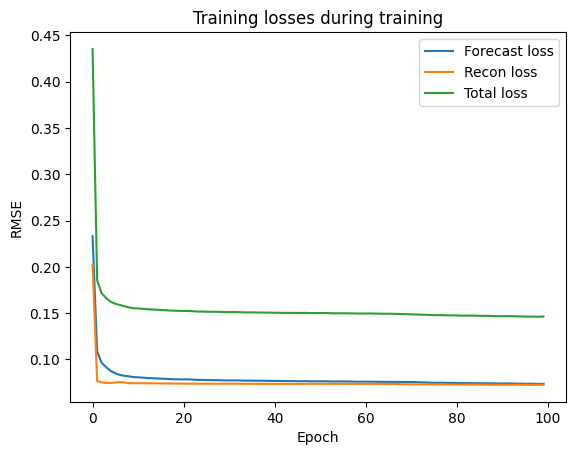 Training losses during training
0.45
0.40
0.35
0.30
0.25
0.20
0.15
0.10
RMSE
Forecast loss
Recon loss
Total loss
0 20 40 60 80 100
Epoch